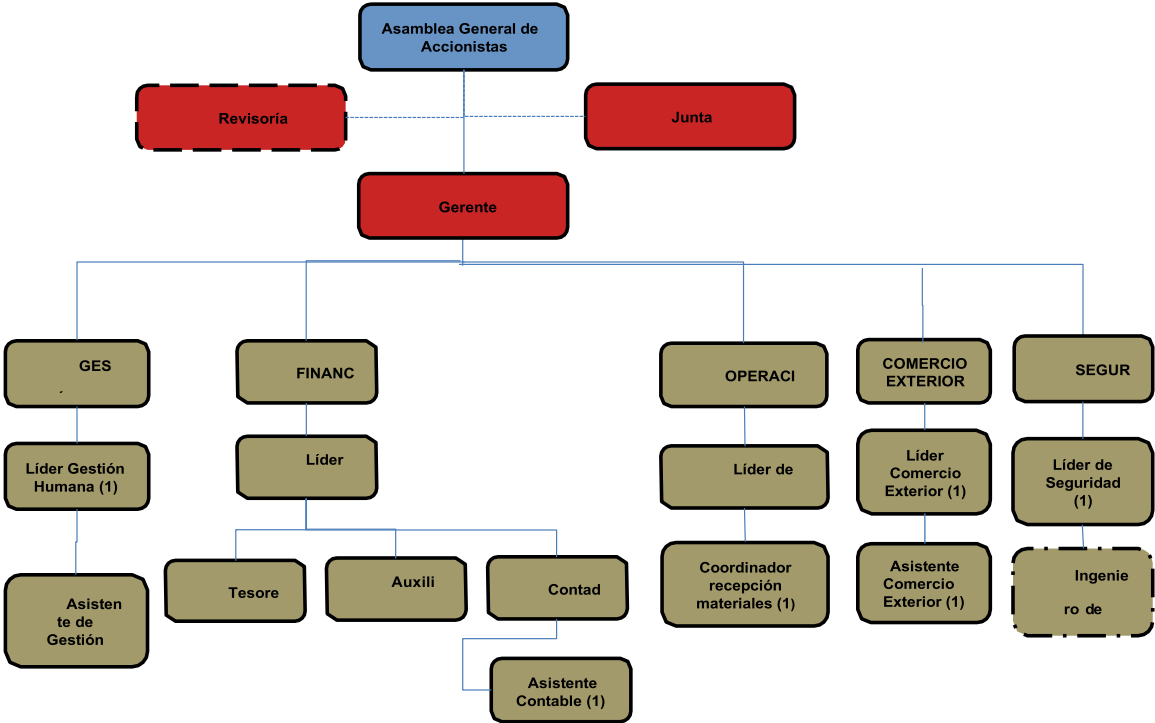 Asamblea General de
Accionistas
Revisoría
Junta
Gerente
GES
FINANC
OPERACI
COMERCIO
EXTERIOR
SEGUR
Líder Gestión
Humana (1)
Líder
Líder de
Líder
Comercio
Exterior (1)
Líder de
Seguridad
(1)
Asisten
te de
Gestión
Tesore
Auxili
Contad
Coordinador
recepción
materiales (1)
Asistente
Comercio
Exterior (1)
Ingenie
ro de
Asistente
Contable (1)